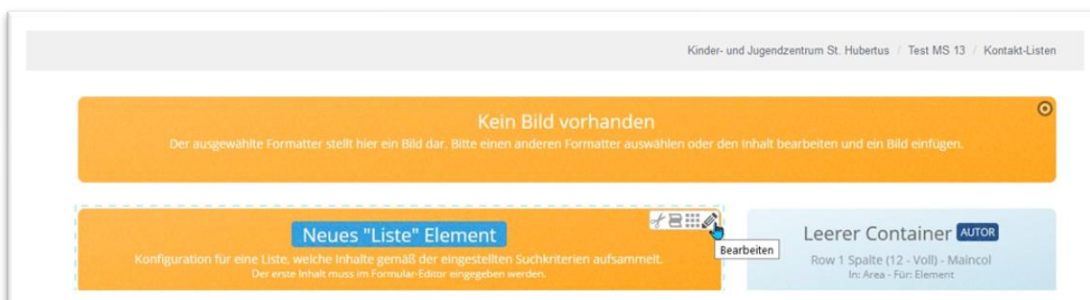 Kinder- und Jugendzentrum St. Hubertus / Test MS 13 / Kontakt-Listen
Kein Bild vorhanden
Der ausgewählte Formatter stellt hier ein Bild dar. Bitte einen anderen Formatter auswählen oder den Inhalt bearbeiten und ein Bild einfügen.
Neues "Liste" Element
Konfiguration für eine Liste, welche Inhalte gemäß der eingestellten Suchkriterien aufsammelt.
Der erste Inhalt muss im Formular-Editor eingegeben werden.
Bearbeiten
Leerer Container AUTOR
Row 1 Spalte (12 - Voll) - Maincol
In: Area - Für: Element